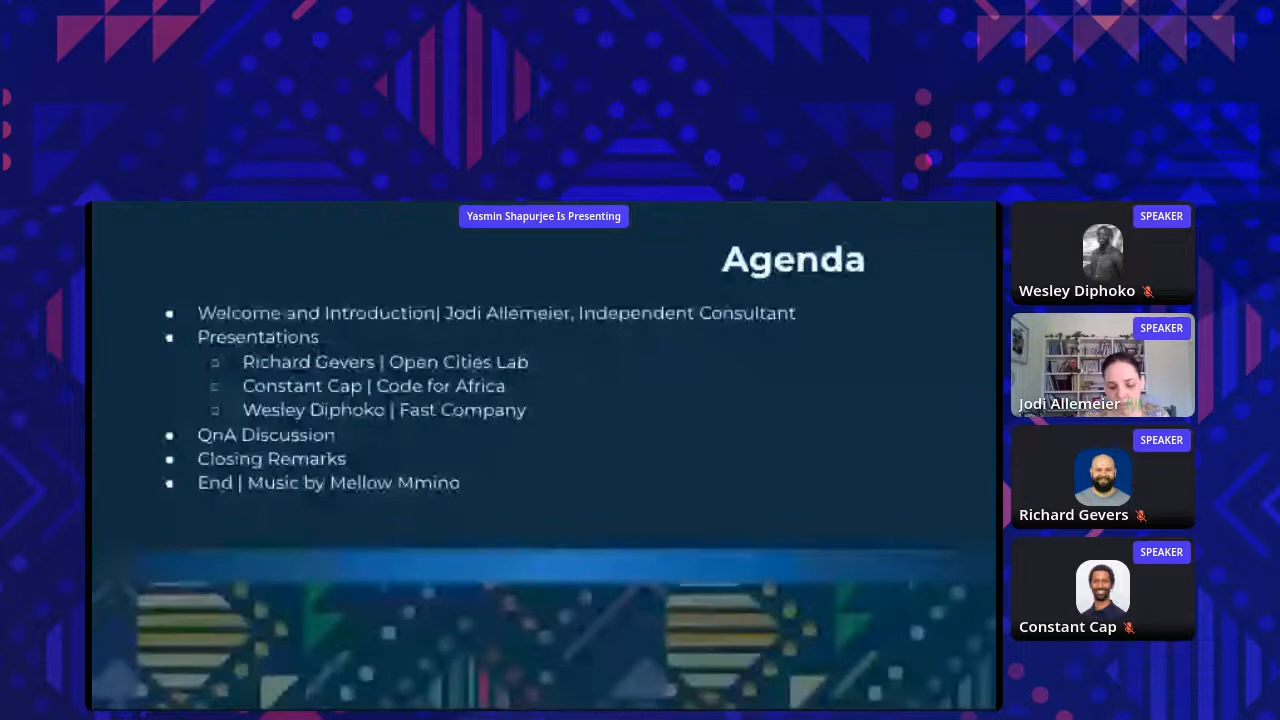 Yasmin Shapurjee Is Presenting
Agenda
Welcome and Introduction| Jodi Allemeier, Independent Consultant
Presentations
Richard Gevers | Open Cities Lab
Constant Cap | Code for Africa
Wesley Diphoko | Fast Company
QnA Discussion
Closing Remarks
End | Music by Mellow Mmino
SPEAKER
Wesley Diphoko
SPEAKER
Jodi Allemeier
SPEAKER
Richard Gevers
SPEAKER
Constant Cap